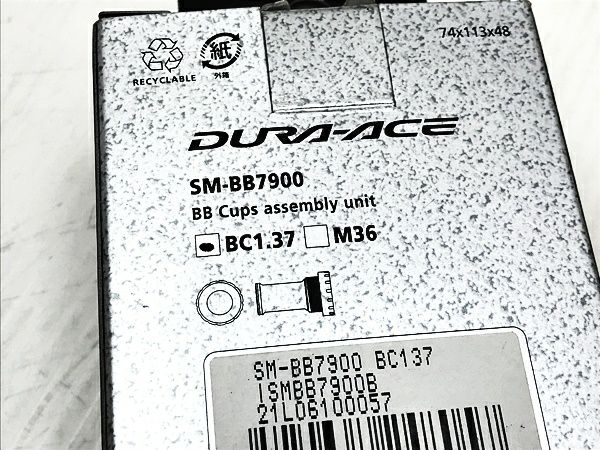 74x113x48
紙
RECYCLABLE
外箱
DURA-ACE
SM-BB7900
BB Cups assembly unit
BC1.37 M36
SM-BB7900 BC137
ISMBB7900B
21L06100057